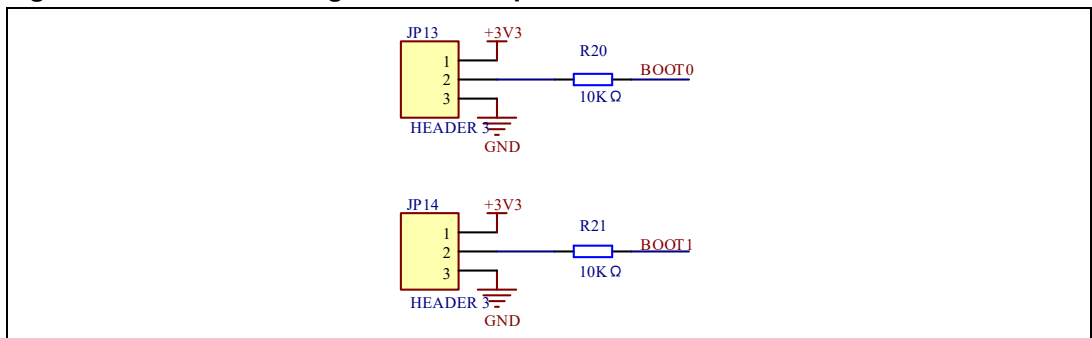 JP13
+3V3
R20
1
2
BOOT0
3
10K Ω
HEADER 3
GND
JP14
+3V3
R21
1
2
BOOT1
3
10K Ω
HEADER 3
GND